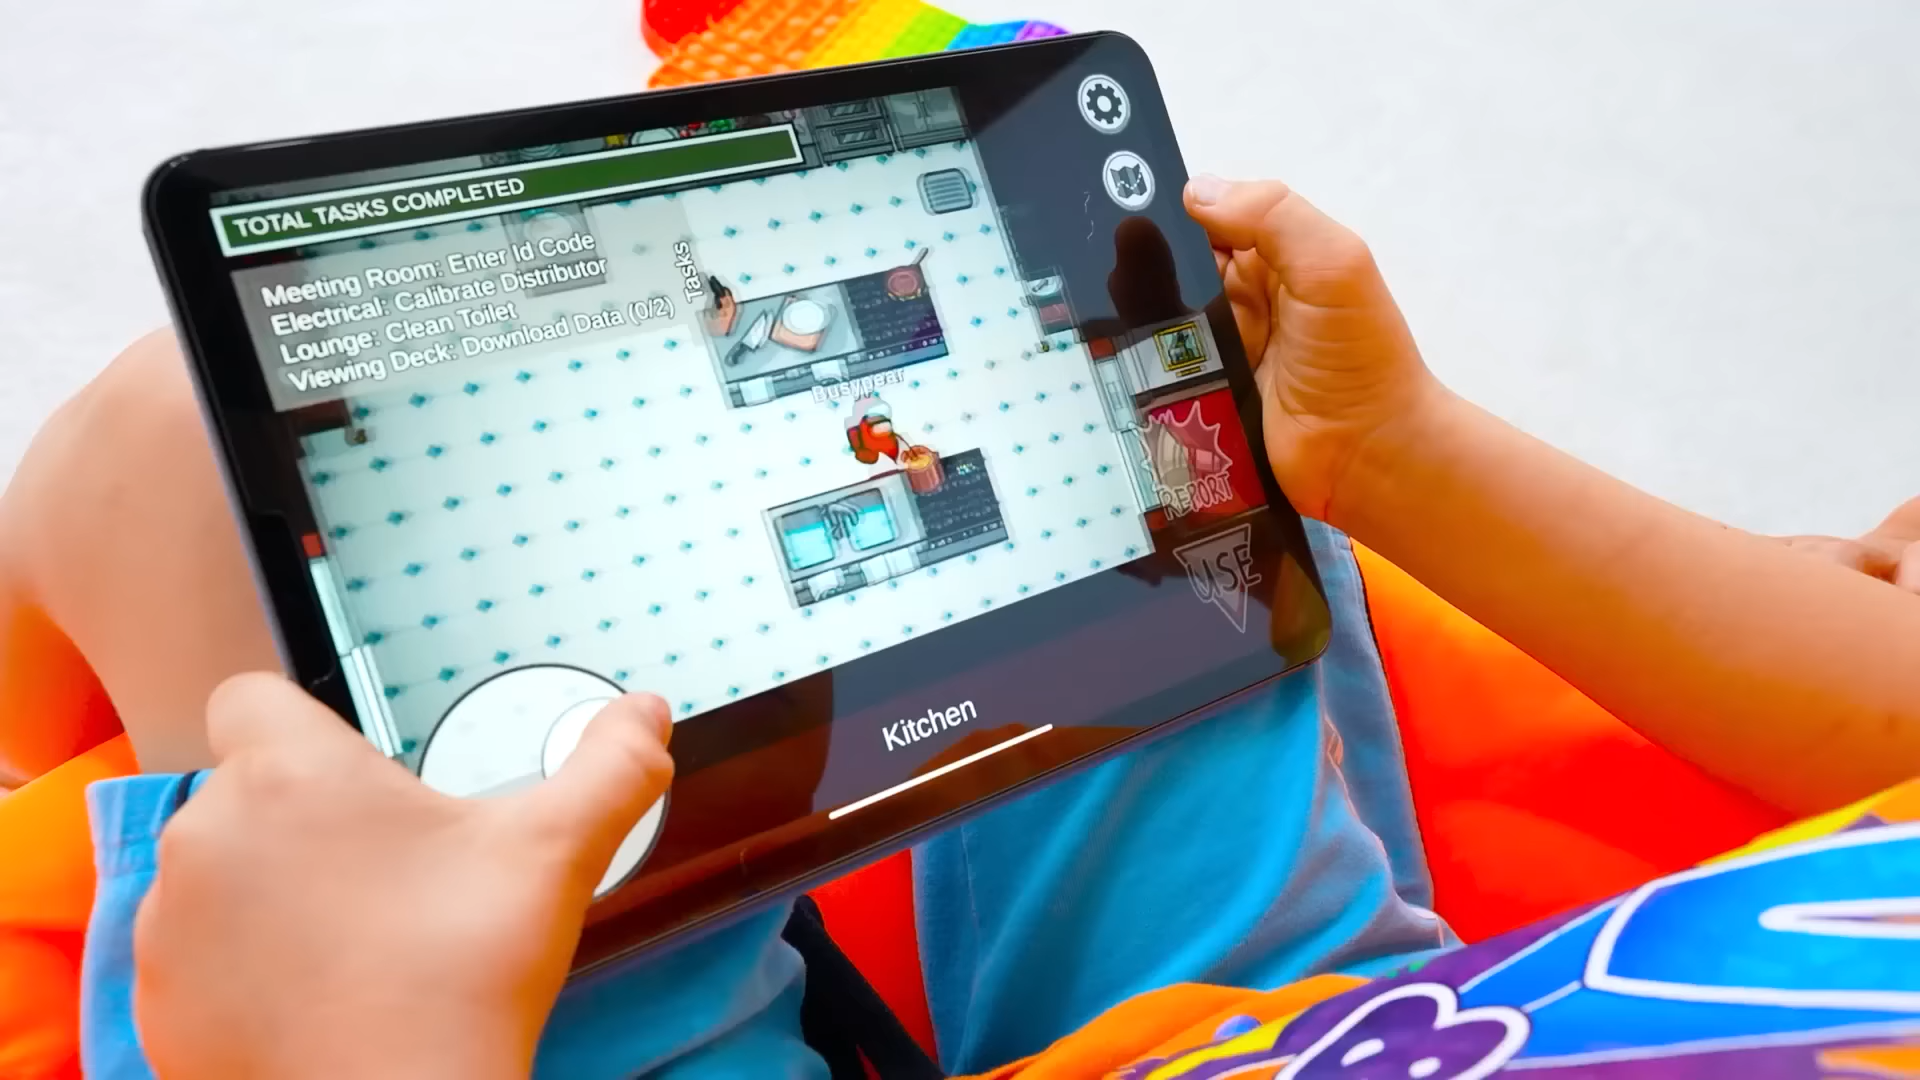 TOTAL TASKS COMPLETED
Meeting Room: Enter Id Code
Electrical: Calibrate Distributor
Lounge: Clean Toilet
Viewing Deck: Download Data (0/2)
Tasks
Busypear
REPORT
USE
Kitchen